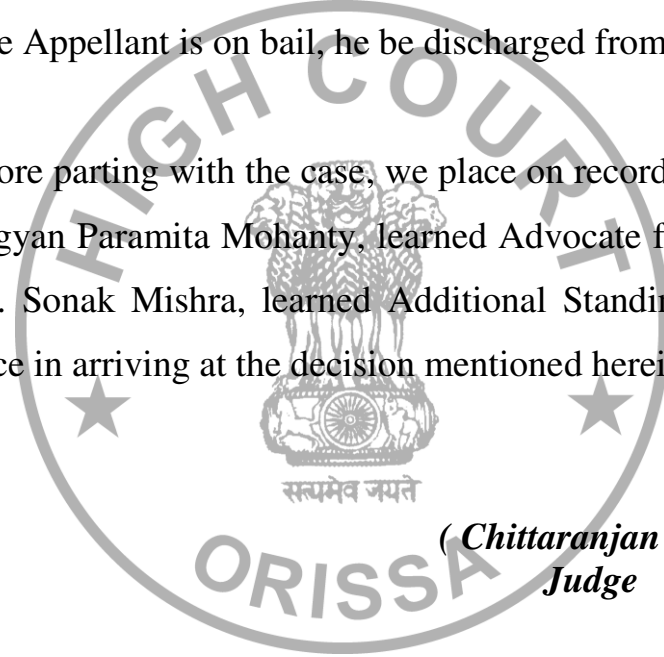 e Appellant is on bail, he be discharged from
ore parting with the case, we place on record
gyan Paramita Mohanty, learned Advocate f
. Sonak Mishra, learned Additional Standin
ce in arriving at the decision mentioned herei
( Chittaranjan
Judge
HIGH COURT
सत्यमेव जयते
ORISSA